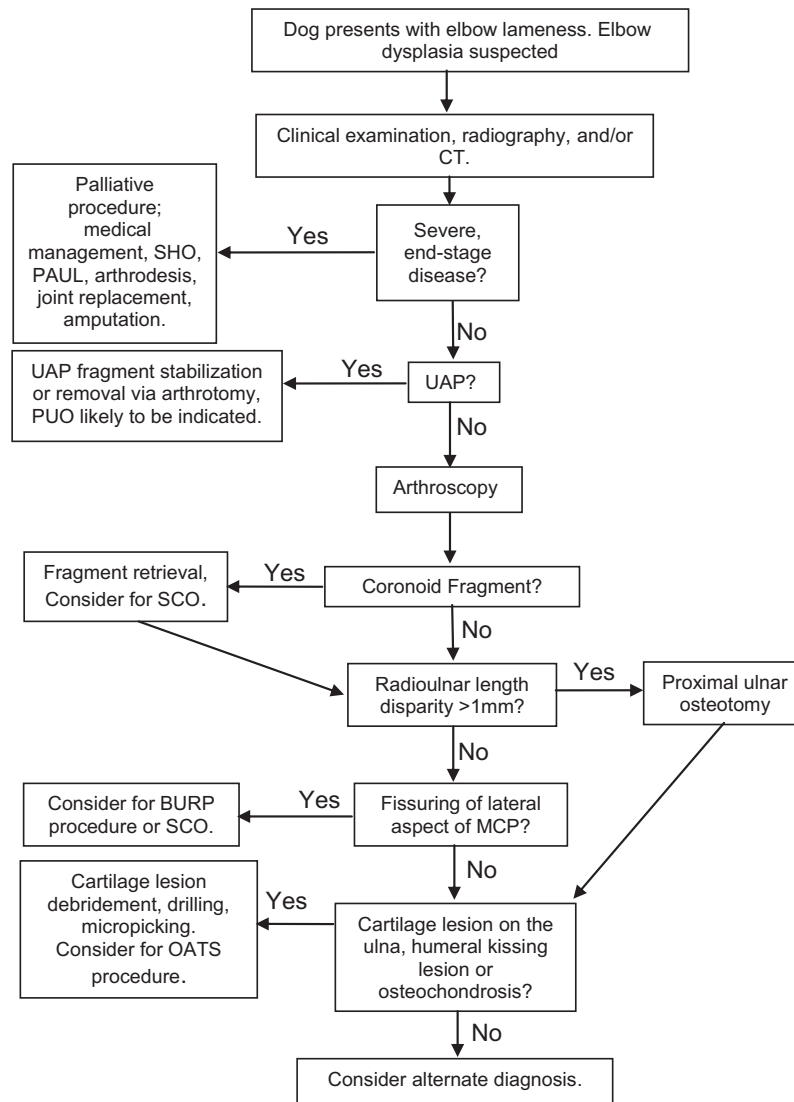 Dog presents with elbow lameness. Elbow
dysplasia suspected
Clinical examination, radiography, and/or
CT.
Palliative
procedure;
medical
management, SHO,
PAUL, arthrodesis,
joint replacement,
amputation.
Yes
Severe,
end-stage
disease?
No
UAP fragment stabilization
or removal via arthrotomy,
PUO likely to be indicated.
Yes
UAP?
No
Arthroscopy
Fragment retrieval,
Consider for SCO.
Yes
Coronoid Fragment?
No
Radioulnar length
disparity >1mm?
Yes
Proximal ulnar
osteotomy
No
Consider for BURP
procedure or SCO.
Yes
Fissuring of lateral
aspect of MCP?
No
Cartilage lesion
debridement, drilling,
micropicking.
Consider for OATS
procedure.
Yes
Cartilage lesion on the
ulna, humeral kissing
lesion or
osteochondrosis?
No
Consider alternate diagnosis.